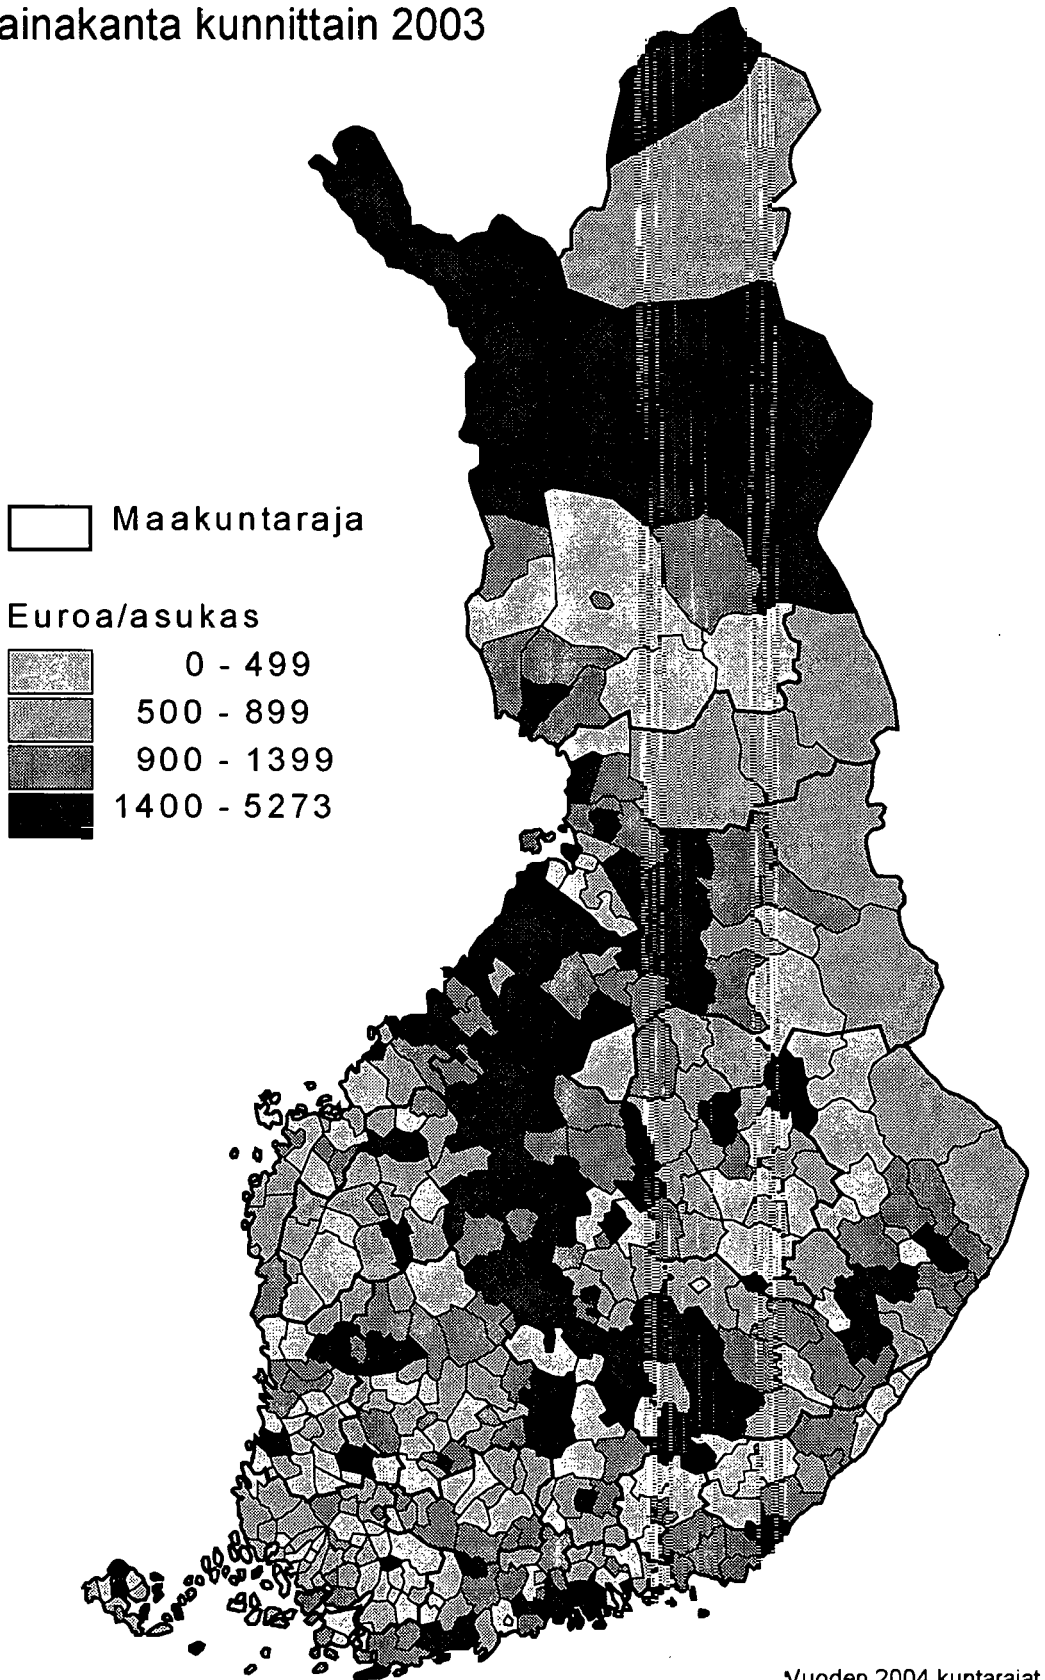 ainakanta kunnittain 2003
Maakuntaraja
Euroa/asukas
0 - 499
500 - 899
900 - 1399
1400 - 5273
Vuoden 2004 kuntarajat